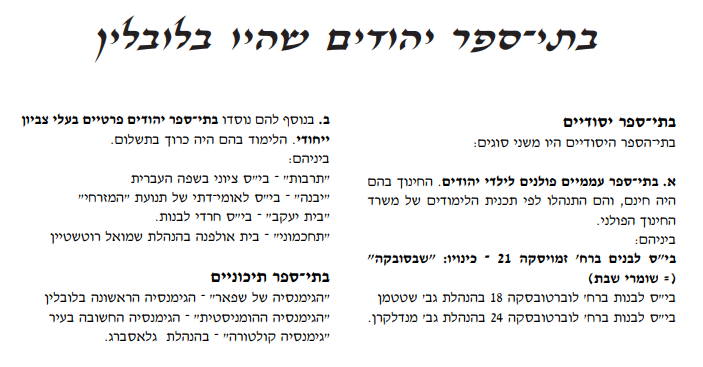 בתי־ספר יהודים שהיו בלובלין
בתי־ספר יסודיים
בתי־הספר היסודיים היו משני סוגים:
א. בתי־ספר עממיים פולנים לילדי יהודים. החינוך בהם
היה חינם, והם התנהלו לפי תכנית הלימודים של משרד
החינוך הפולני.
ביניהם:
בי״ס לבנים ברח׳ זמויסקה 21 ־ כינויו: ״שבסובקה״
(= שומרי שבת)
בי״ס לבנות ברח׳ לוברטובסקה 18 בהנהלת גב׳ שטטמן
בי״ס לבנות ברח׳ לוברטובסקה 24 בהנהלת גב׳ מנדלקרן.
ב. בנוסף להם נוסדו בתי־ספר יהודים פרטיים בעלי צביון
ייחודי. הלימוד בהם היה כרוך בתשלום.
ביניהם:
״תרבות״ ־ בי״ס ציוני בשפה העברית
״יבנה״ ־ בי״ס לאומי־דתי של תנועת ״המזרחי״
״בית יעקב״ ־ בי״ס חרדי לבנות.
״תחכמוני״ ־ בית אולפנה בהנהלת שמואל רוטשטיין
בתי־ספר תיכוניים
״הגימנסיה של שפאר״ ־ הגימנסיה הראשונה בלובלין
״הגימנסיה ההומניסטית״ ־ הגימנסיה החשובה בעיר
״גימנסיה קולטורה״ ־ בהנהלת גלאסברג.